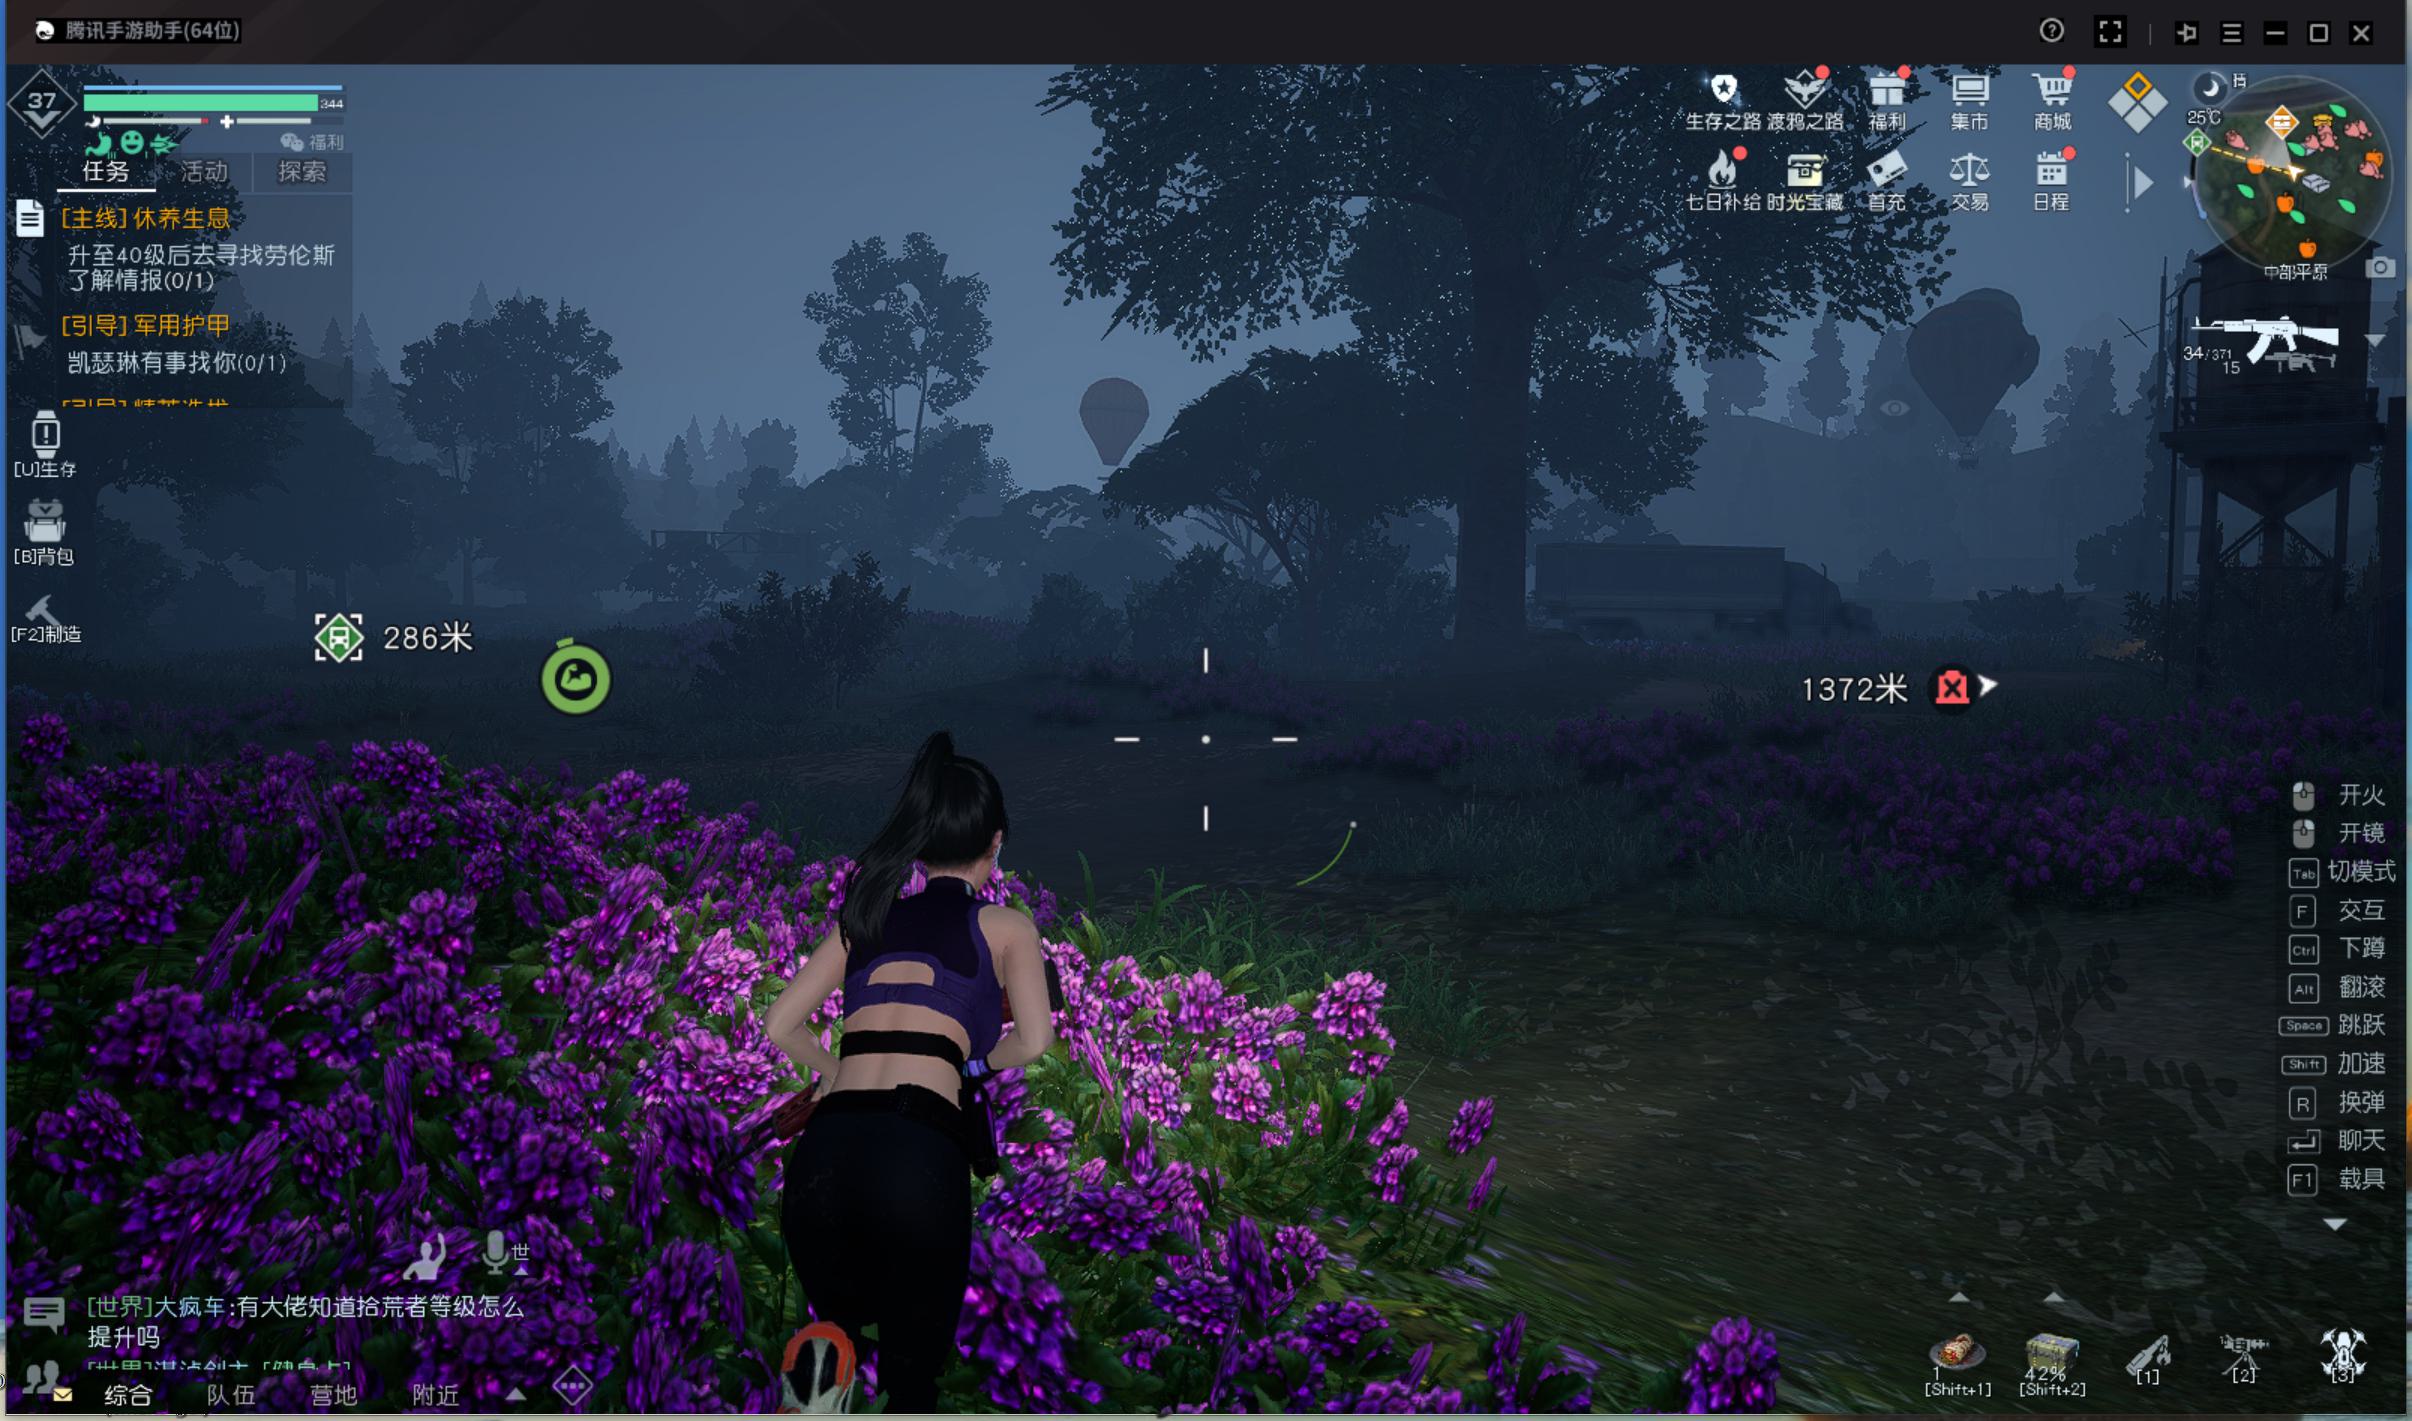 腾讯手游助手(64位)
37
344
福利
任务 活动 探索
[主线]休养生息
升至40级后去寻找劳伦斯
了解情报(0/1)
[引导]军用护甲
凯瑟琳有事找你(0/1)
[U]生存
[B]背包
[F2]制造
生存之路 渡鸦之路 福利 集市 商城
七日补给 时光宝藏 首充 交易 日程
25℃
中部平原
34/371
15
286米
1372米
开火
开镜
Tab 切模式
F 交互
Ctrl 下蹲
Alt 翻滚
Space 跳跃
Shift 加速
R 换弹
聊天
F1 载具
世
[世界]大疯车:有大佬知道拾荒者等级怎么
提升吗
综合 队伍 营地 附近
1 42%
[Shift+1] [Shift+2] [1] [2] [3]